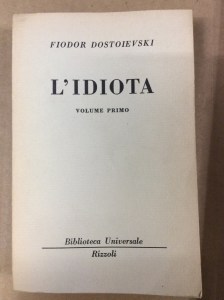 FIODOR DOSTOIEVSKI
L'IDIOTA
VOLUME PRIMO
Biblioteca Universale
Rizzoli